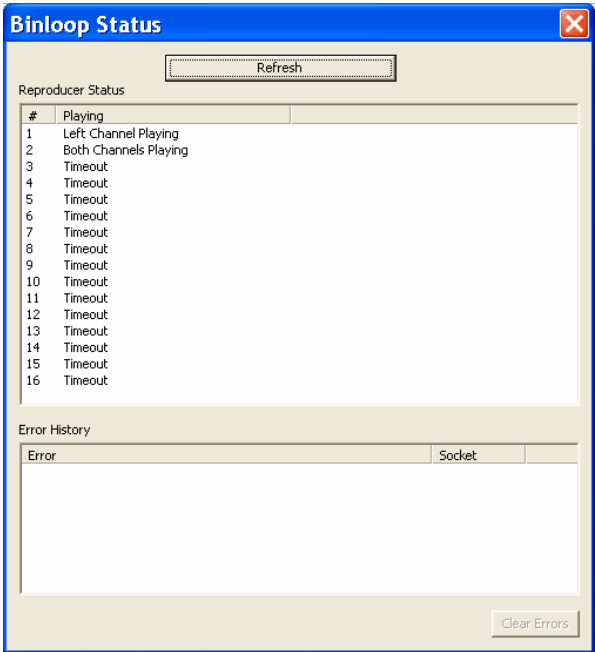 Binloop Status
Refresh
Reproducer Status
# Playing
1 Left Channel Playing
2 Both Channels Playing
3 Timeout
4 Timeout
5 Timeout
6 Timeout
7 Timeout
8 Timeout
9 Timeout
10 Timeout
11 Timeout
12 Timeout
13 Timeout
14 Timeout
15 Timeout
16 Timeout
Error History
Error Socket
Clear Errors